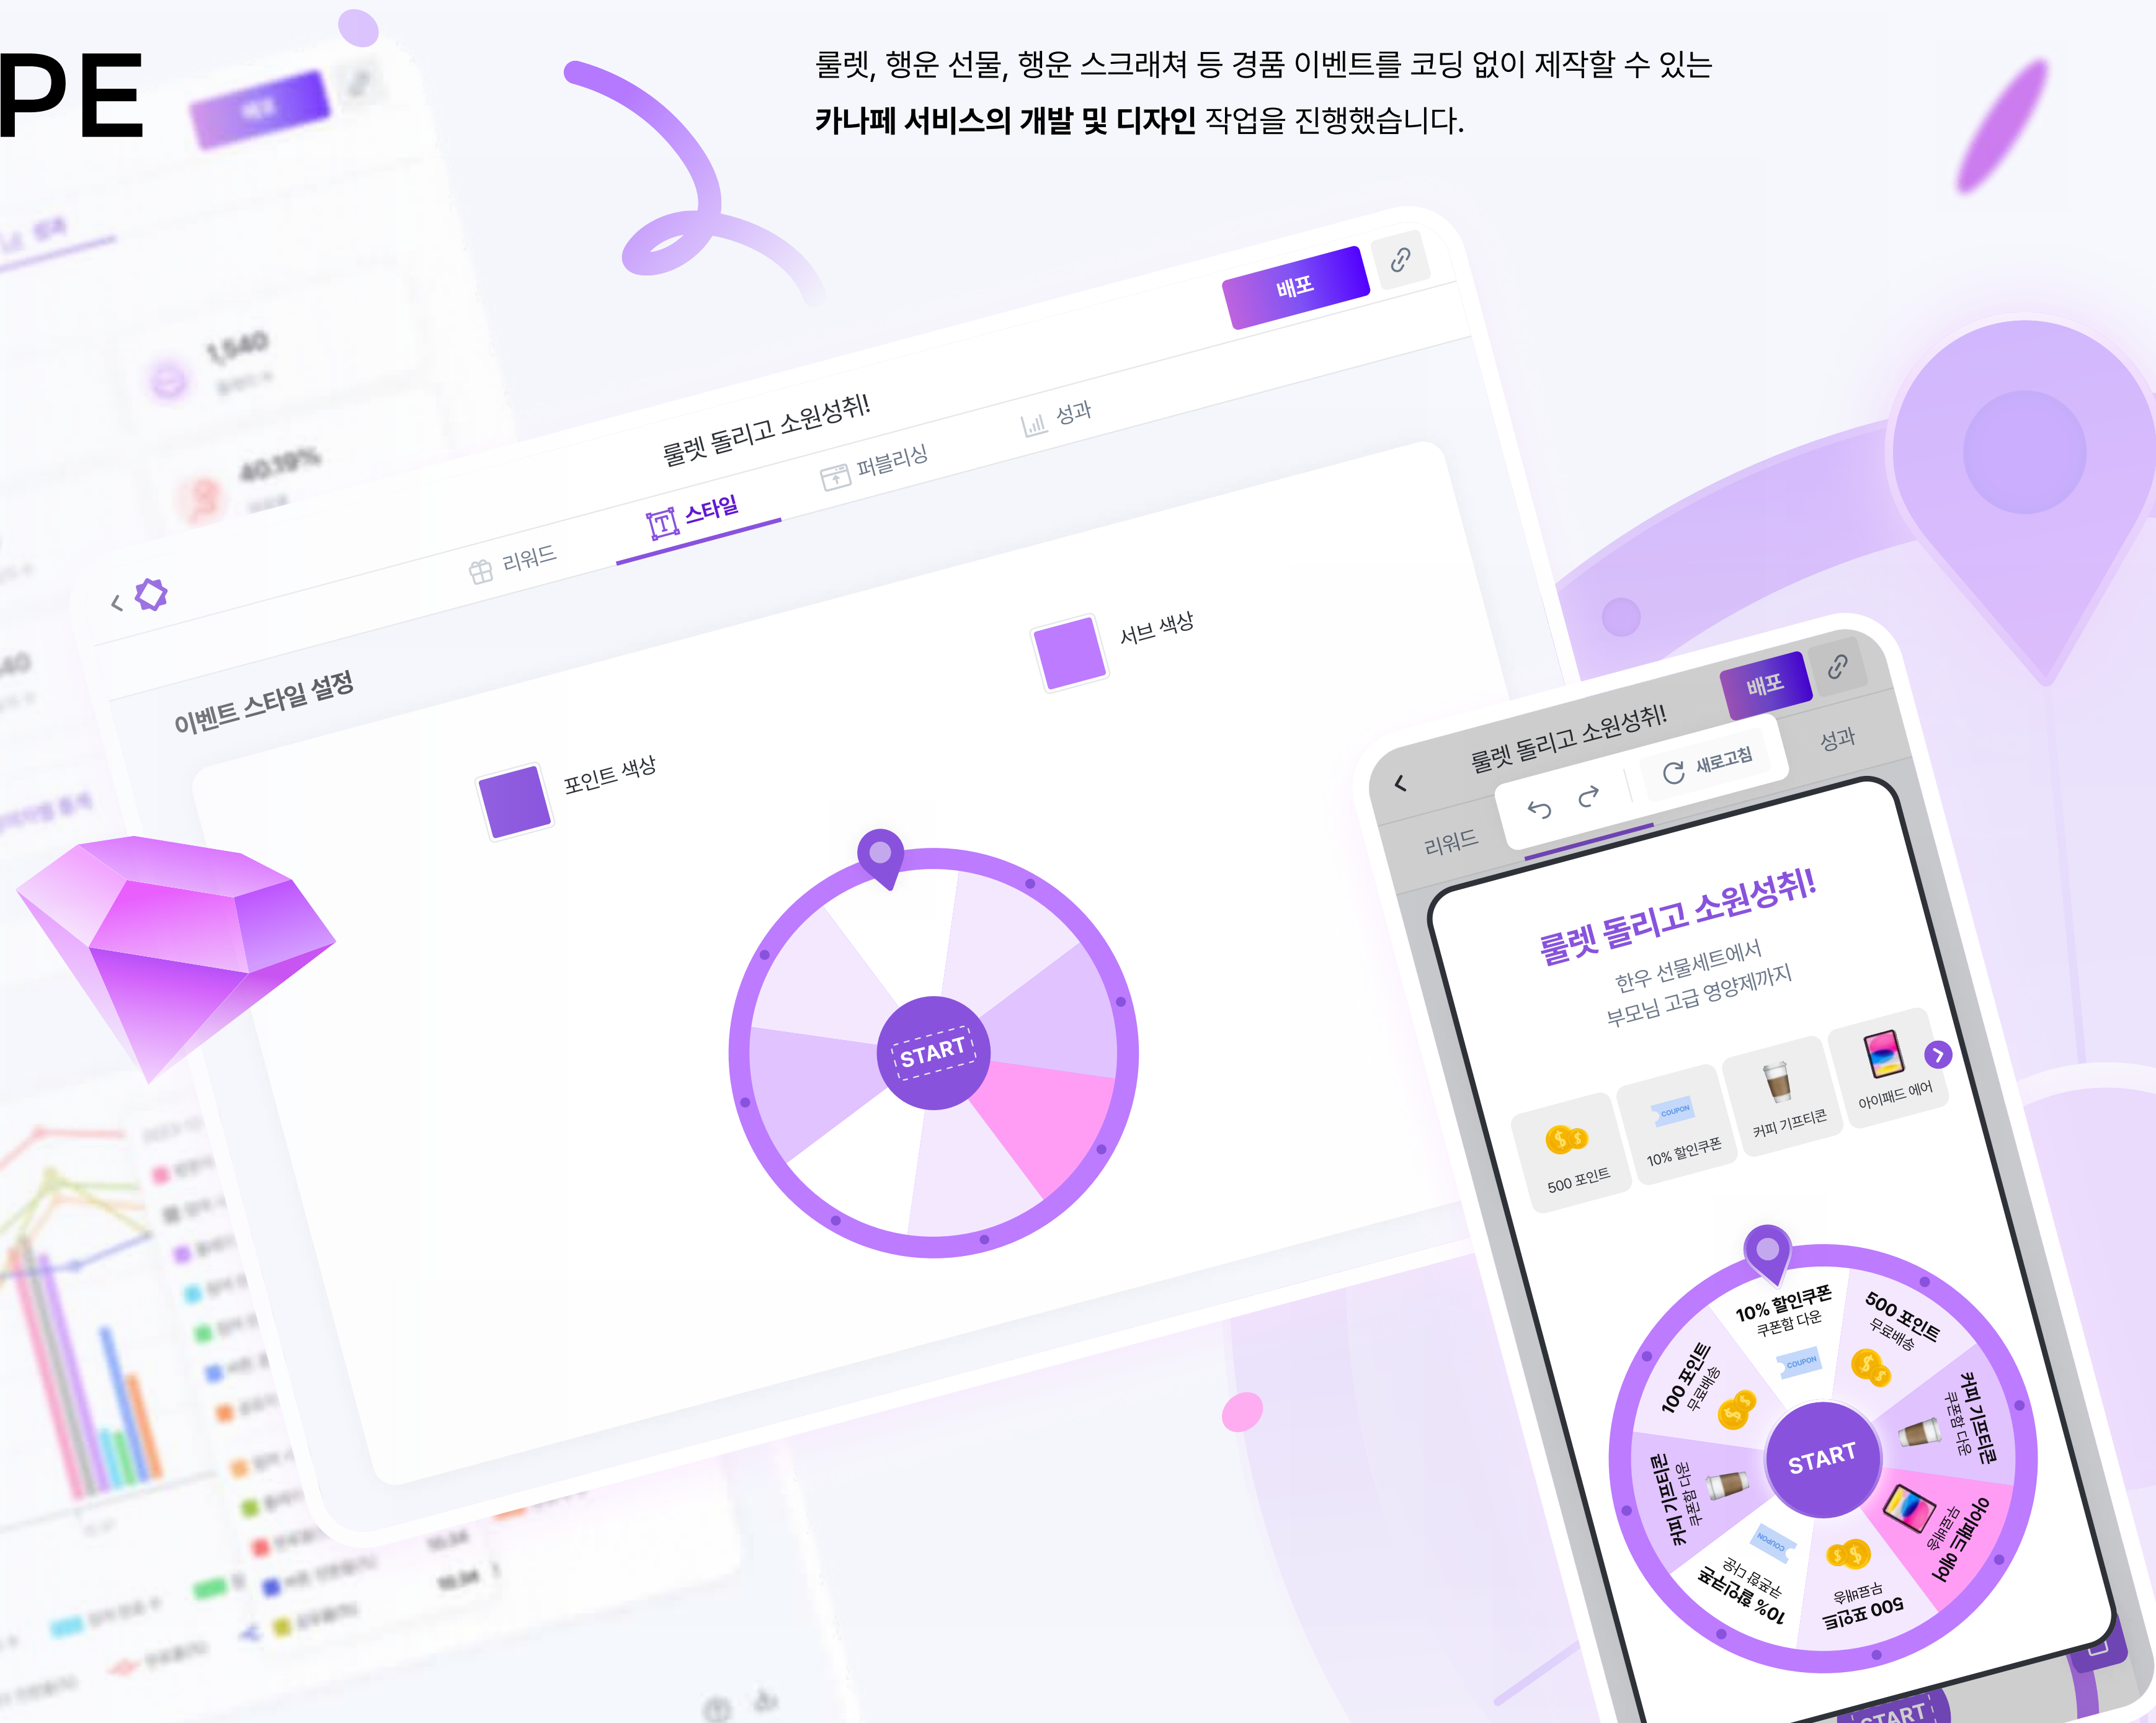 PE
룰렛, 행운 선물, 행운 스크래쳐 등 경품 이벤트를 코딩 없이 제작할 수 있는
카나페 서비스의 개발 및 디자인 작업을 진행했습니다.
배포
성과
1,540
40.19%
배포
룰렛 돌리고 소원성취!
리워드
스타일
퍼블리싱
성과
이벤트 스타일 설정
포인트 색상
서브 색상
START
룰렛 돌리고 소원성취!
배포
새로고침
리워드
성과
룰렛 돌리고 소원성취!
한우 선물세트에서
부모님 고급 영양제까지
500 포인트
COUPON
10% 할인쿠폰
커피 기프티콘
아이패드 에어
10% 할인쿠폰
쿠폰함 다운
COUPON
500 포인트
무료배송
커피 기프티콘
쿠폰함 다운
아이패드 에어
무료배송
500 포인트
무료배송
10% 할인쿠폰
쿠폰함 다운
COUPON
커피 기프티콘
쿠폰함 다운
100 포인트
무료배송
START
START
10.34
10.34